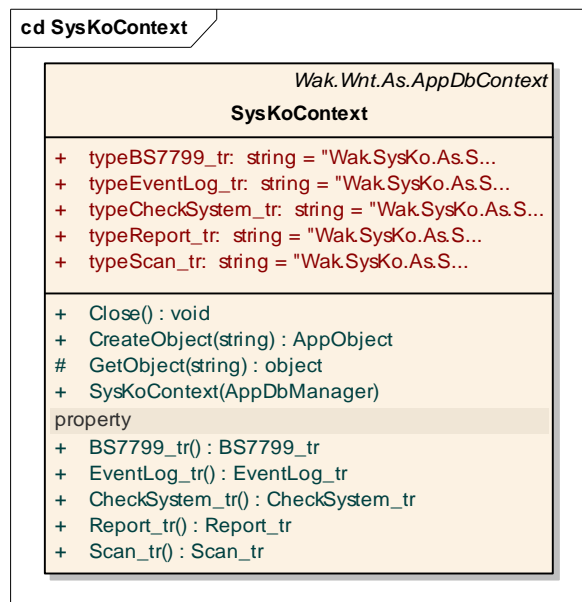 cd SysKoContext
Wak.Wnt.As.AppDbContext
SysKoContext
+ typeBS7799_tr: string = "Wak.SysKo.As.S...
+ typeEventLog_tr: string = "Wak.SysKo.As.S...
+ typeCheckSystem_tr: string = "Wak.SysKo.As.S...
+ typeReport_tr: string = "Wak.SysKo.As.S...
+ typeScan_tr: string = "Wak.SysKo.As.S...
+ Close() : void
+ CreateObject(string) : AppObject
# GetObject(string) : object
+ SysKoContext(AppDbManager)
property
+ BS7799_tr() : BS7799_tr
+ EventLog_tr() : EventLog_tr
+ CheckSystem_tr() : CheckSystem_tr
+ Report_tr() : Report_tr
+ Scan_tr() : Scan_tr